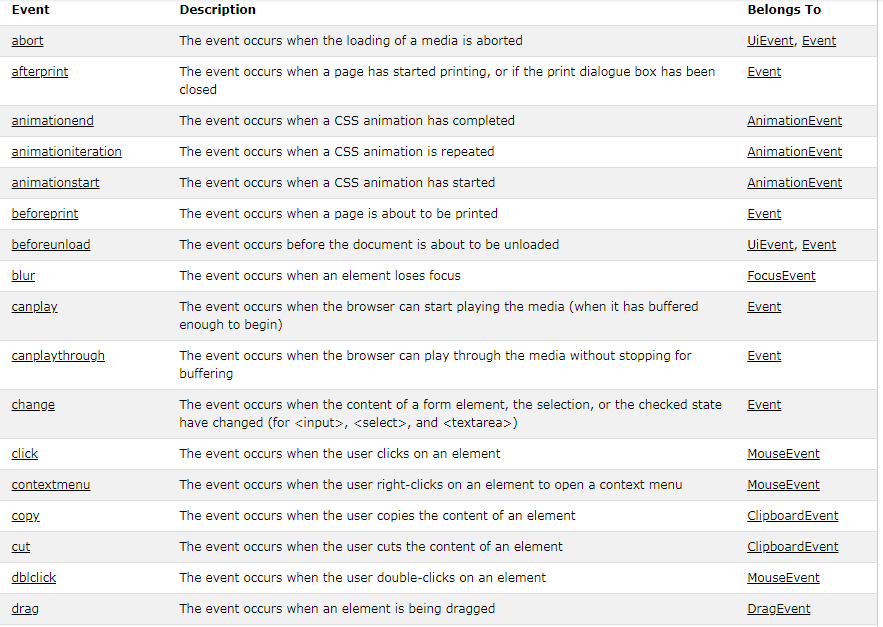 Event Description Belongs To
abort The event occurs when the loading of a media is aborted UiEvent, Event
afterprint The event occurs when a page has started printing, or if the print dialogue box has been Event
closed
animationend The event occurs when a CSS animation has completed AnimationEvent
animationiteration The event occurs when a CSS animation is repeated AnimationEvent
animationstart The event occurs when a CSS animation has started AnimationEvent
beforeprint The event occurs when a page is about to be printed Event
beforeunload The event occurs before the document is about to be unloaded UiEvent, Event
blur The event occurs when an element loses focus FocusEvent
canplay The event occurs when the browser can start playing the media (when it has buffered Event
enough to begin)
canplaythrough The event occurs when the browser can play through the media without stopping for Event
buffering
change The event occurs when the content of a form element, the selection, or the checked state Event
have changed (for <input>, <select>, and <textarea>)
click The event occurs when the user clicks on an element MouseEvent
contextmenu The event occurs when the user right-clicks on an element to open a context menu MouseEvent
copy The event occurs when the user copies the content of an element ClipboardEvent
cut The event occurs when the user cuts the content of an element ClipboardEvent
dblclick The event occurs when the user double-clicks on an element MouseEvent
drag The event occurs when an element is being dragged DragEvent